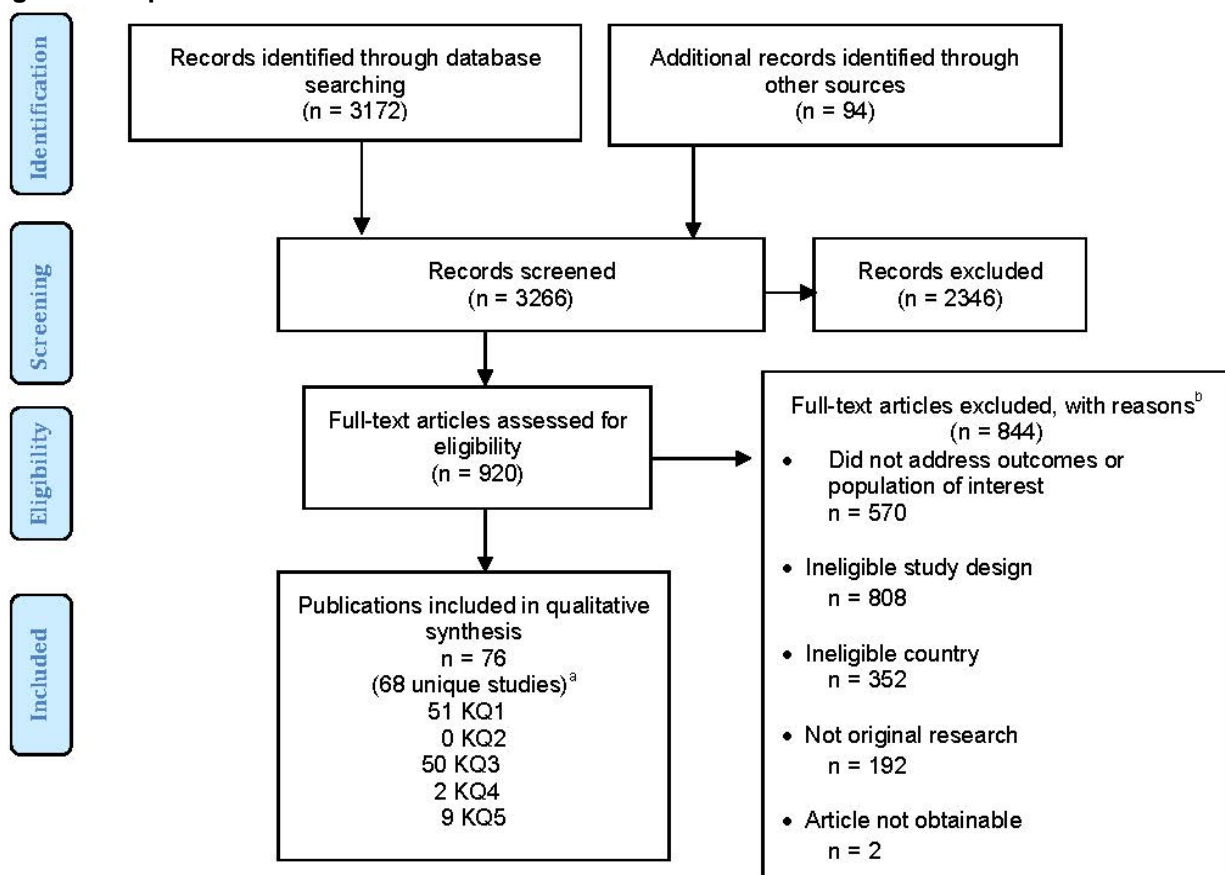 Identification
Records identified through database
searching
(n = 3172)
Additional records identified through
other sources
(n = 94)
Screening
Records screened
(n = 3266)
Records excluded
(n = 2346)
Eligibility
Full-text articles assessed for
eligibility
(n = 920)
Full-text articles excluded, with reasonsᵇ
(n = 844)
• Did not address outcomes or
population of interest
n = 570
• Ineligible study design
n = 808
• Ineligible country
n = 352
• Not original research
n = 192
• Article not obtainable
n = 2
Included
Publications included in qualitative
synthesis
n = 76
(68 unique studies)ᵃ
51 KQ1
0 KQ2
50 KQ3
2 KQ4
9 KQ5